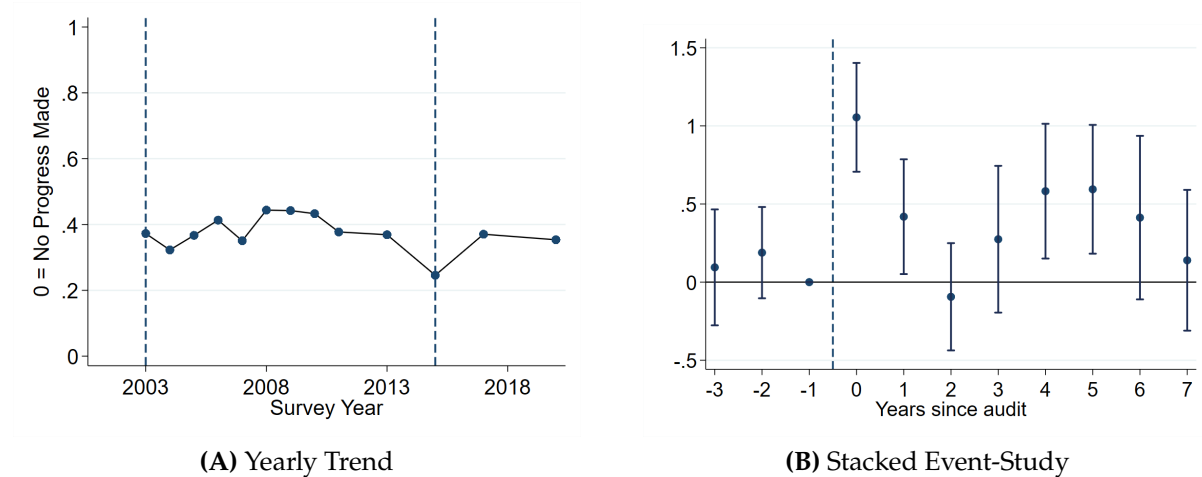 0 = No Progress Made
1
.8
.6
.4
.2
0
2003 2008 2013 2018
Survey Year
(A) Yearly Trend
1.5
1
.5
0
-.5
-3 -2 -1 0 1 2 3 4 5 6 7
Years since audit
(B) Stacked Event-Study